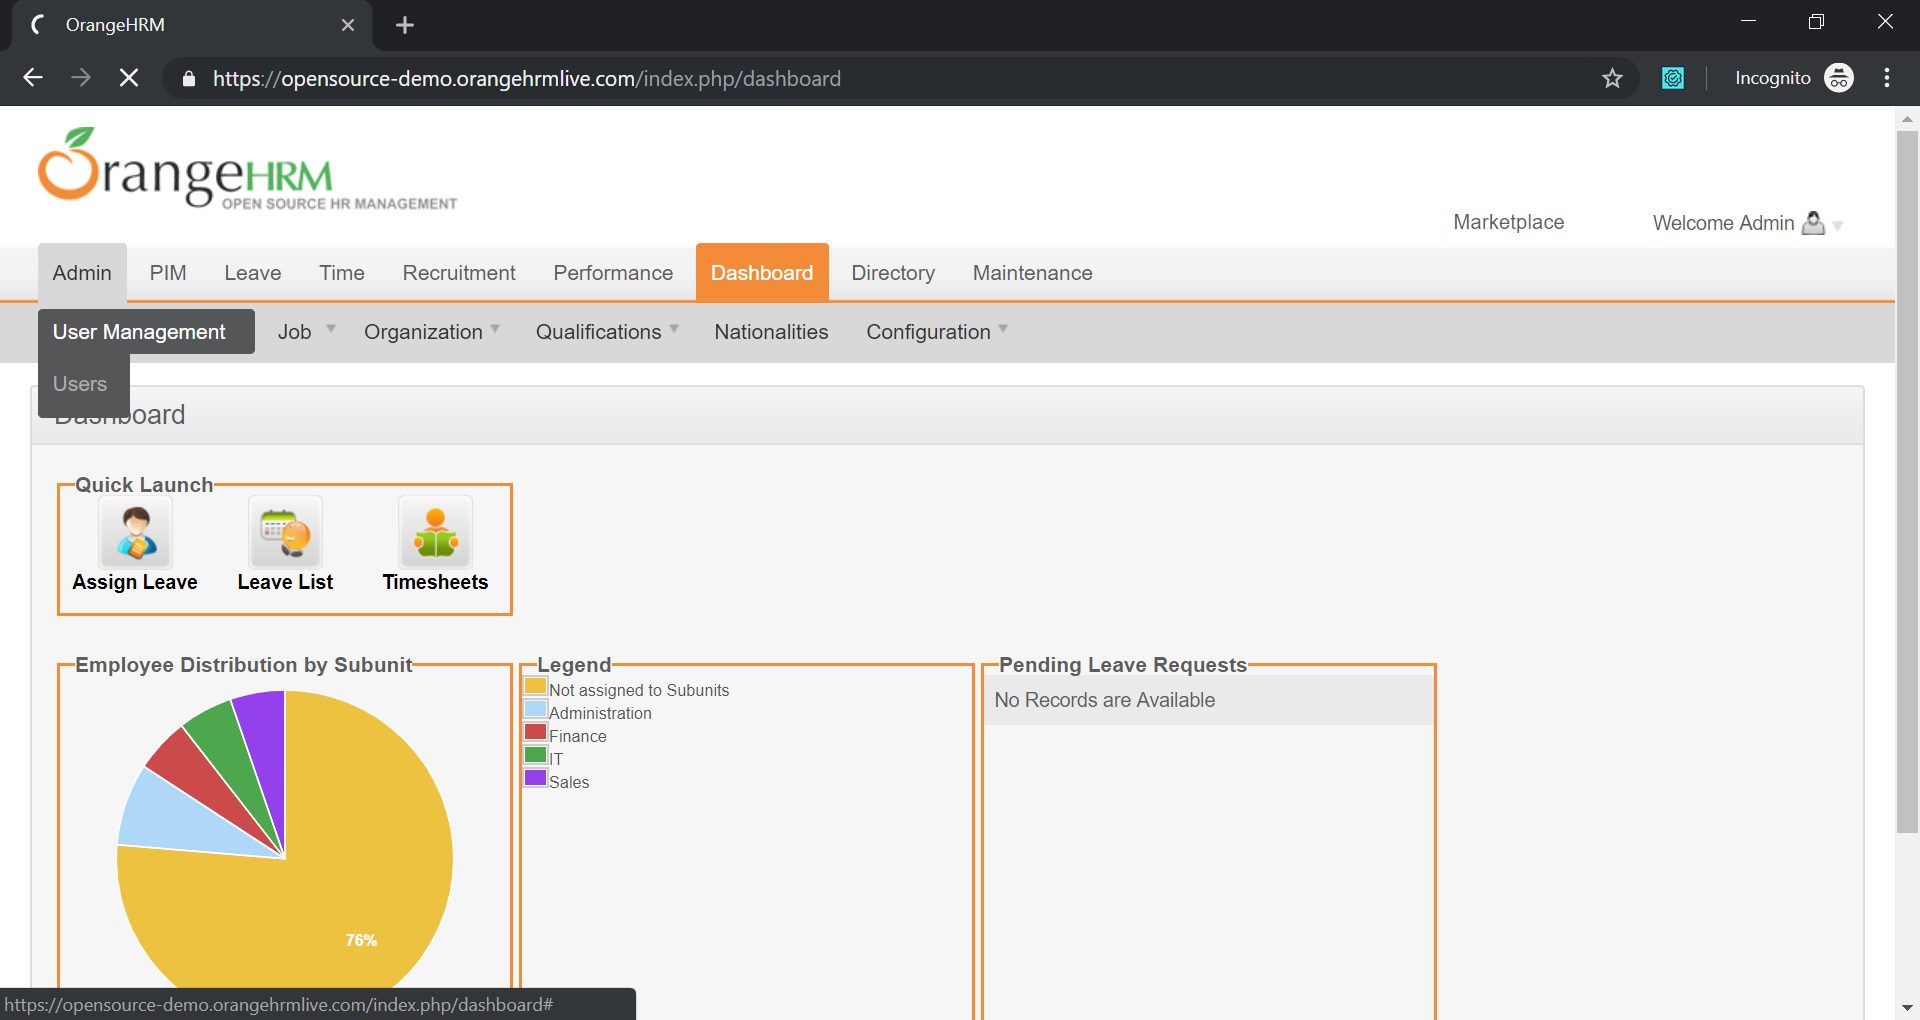 OrangeHRM
https://opensource-demo.orangehrmlive.com/index.php/dashboard
Incognito
OrangeHRM
OPEN SOURCE HR MANAGEMENT
Marketplace
Welcome Admin
Admin PIM Leave Time Recruitment Performance Dashboard Directory Maintenance
User Management Job Organization Qualifications Nationalities Configuration
Users
Dashboard
Quick Launch
Assign Leave Leave List Timesheets
Employee Distribution by Subunit
76%
Legend
Not assigned to Subunits
Administration
Finance
IT
Sales
Pending Leave Requests
No Records are Available
https://opensource-demo.orangehrmlive.com/index.php/dashboard#